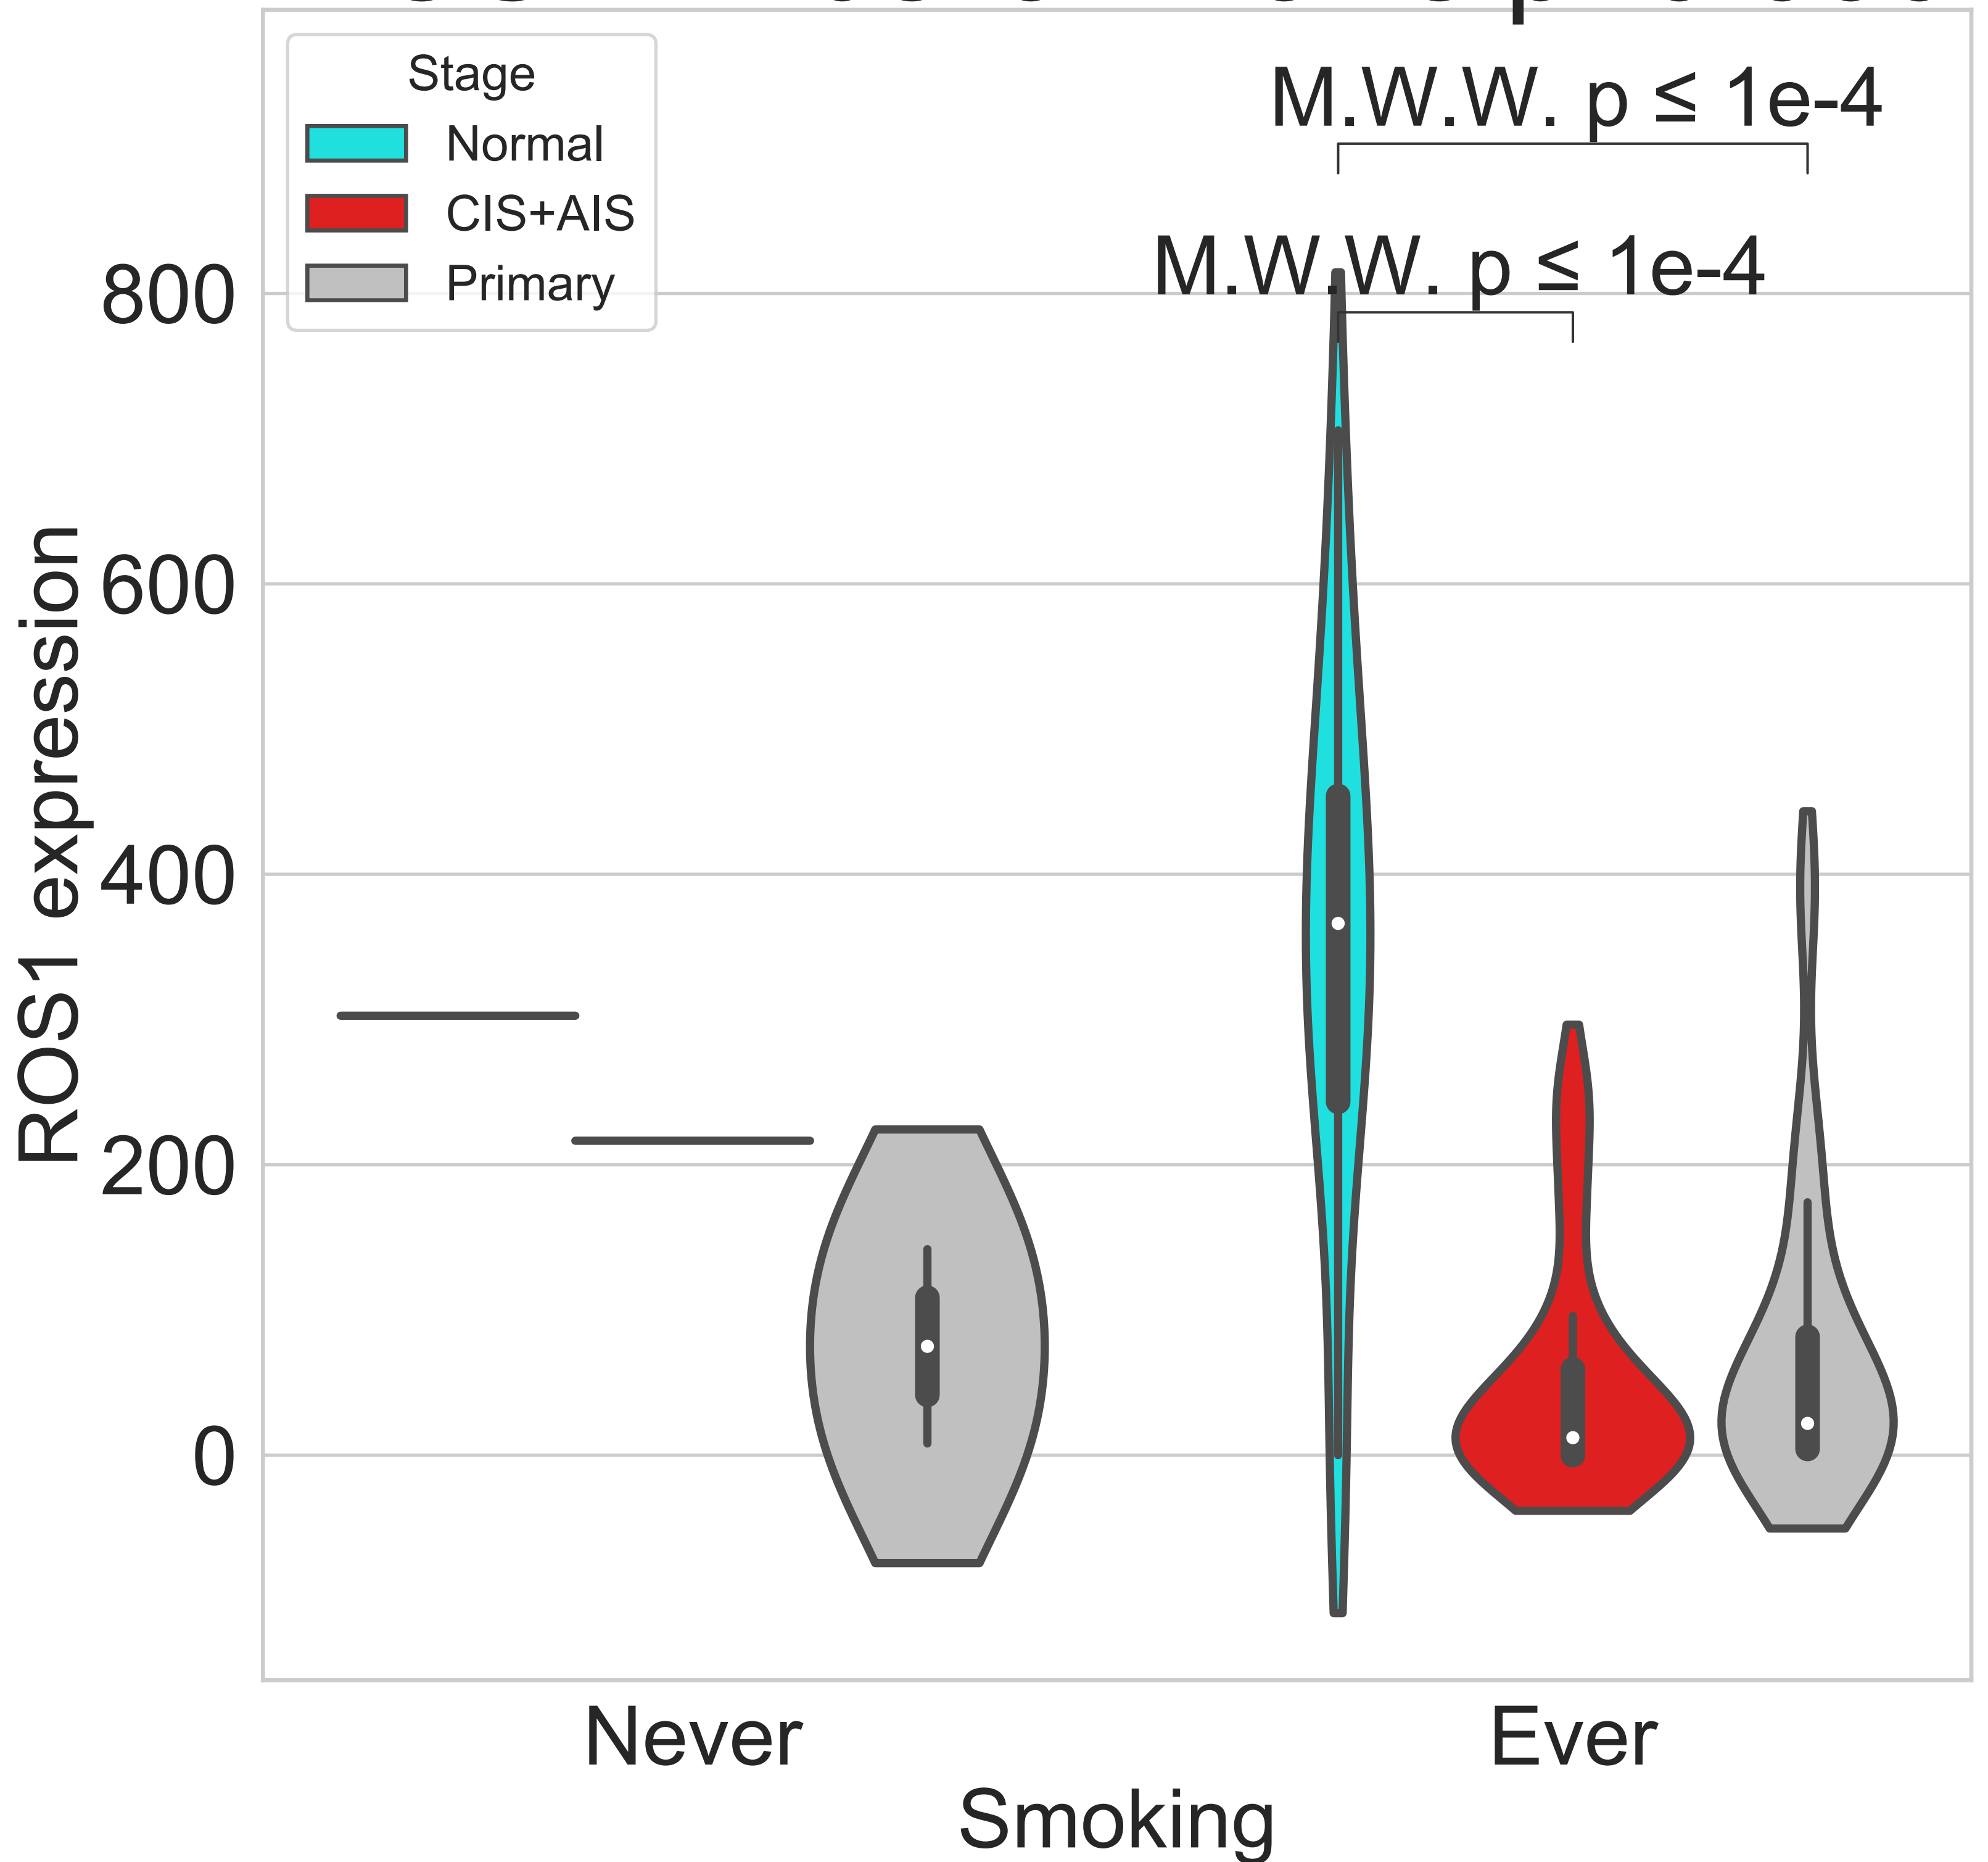 Stage
Normal
CIS+AIS
Primary
M.W.W. p ≤ 1e-4
M.W.W. p ≤ 1e-4
800
600
400
200
0
ROS1 expression
Never
Ever
Smoking